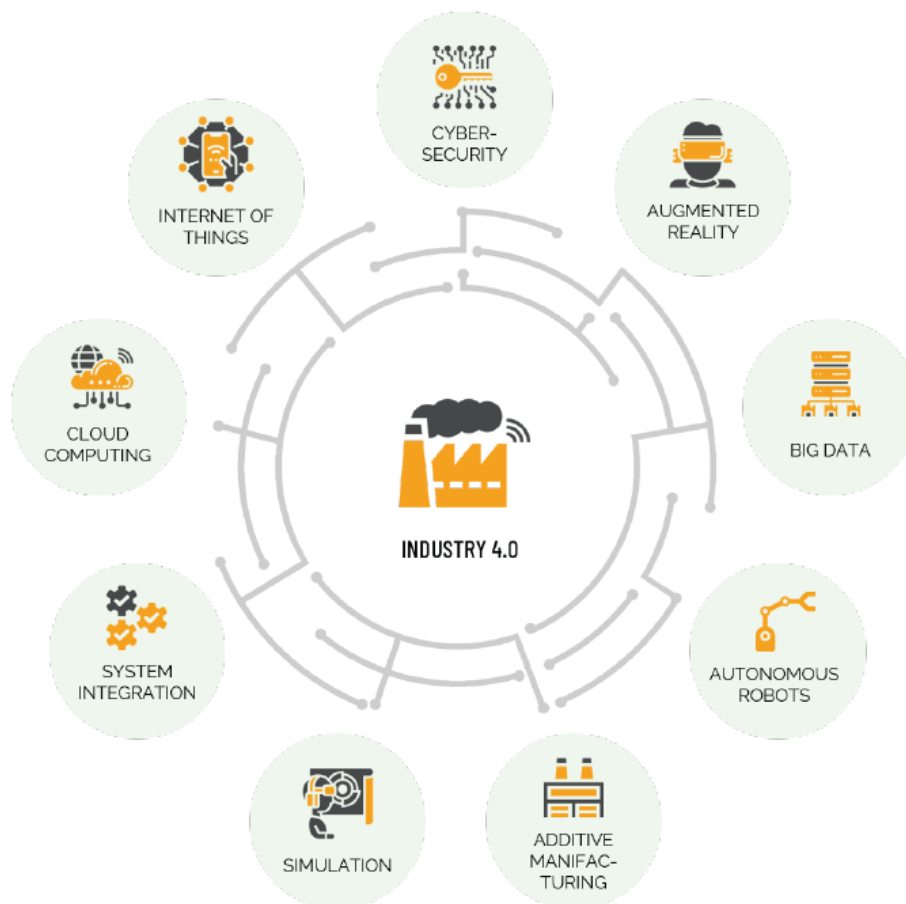 CYBER-
SECURITY
AUGMENTED
REALITY
BIG DATA
AUTONOMOUS
ROBOTS
ADDITIVE
MANIFAC-
TURING
SIMULATION
SYSTEM
INTEGRATION
CLOUD
COMPUTING
INTERNET OF
THINGS
INDUSTRY 4.0